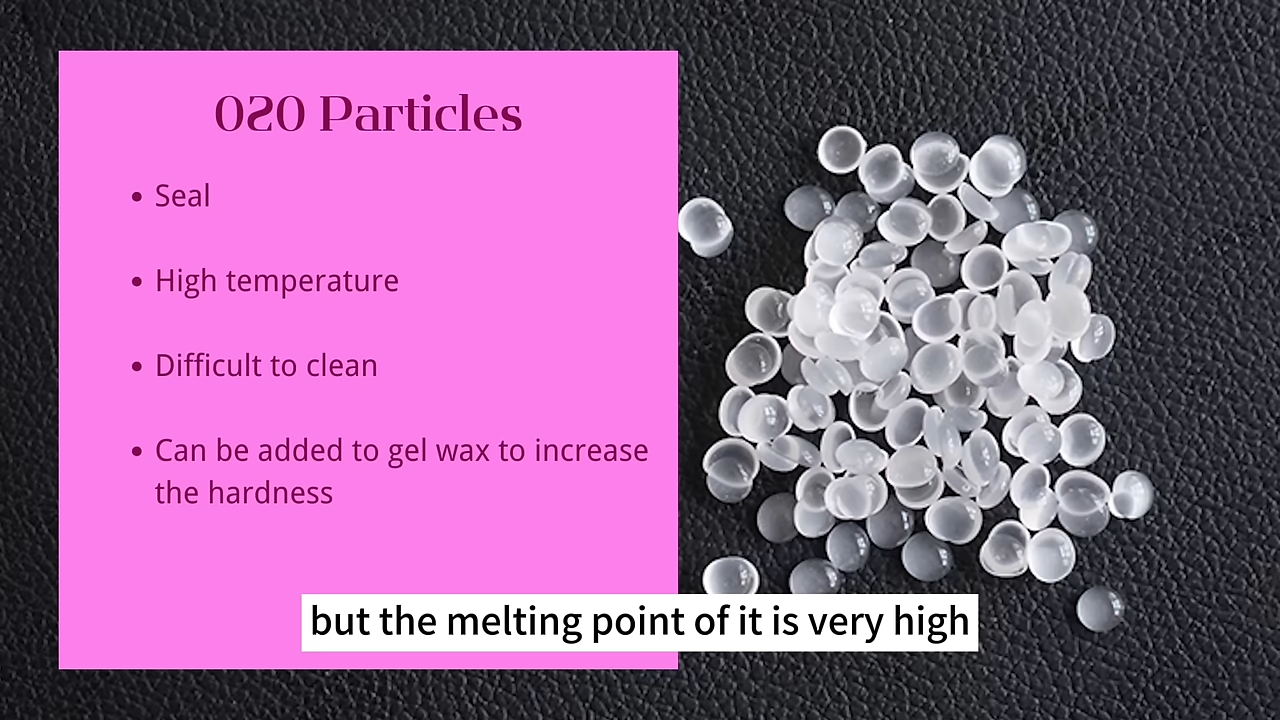 020 Particles
• Seal
• High temperature
• Difficult to clean
• Can be added to gel wax to increase
the hardness
but the melting point of it is very high